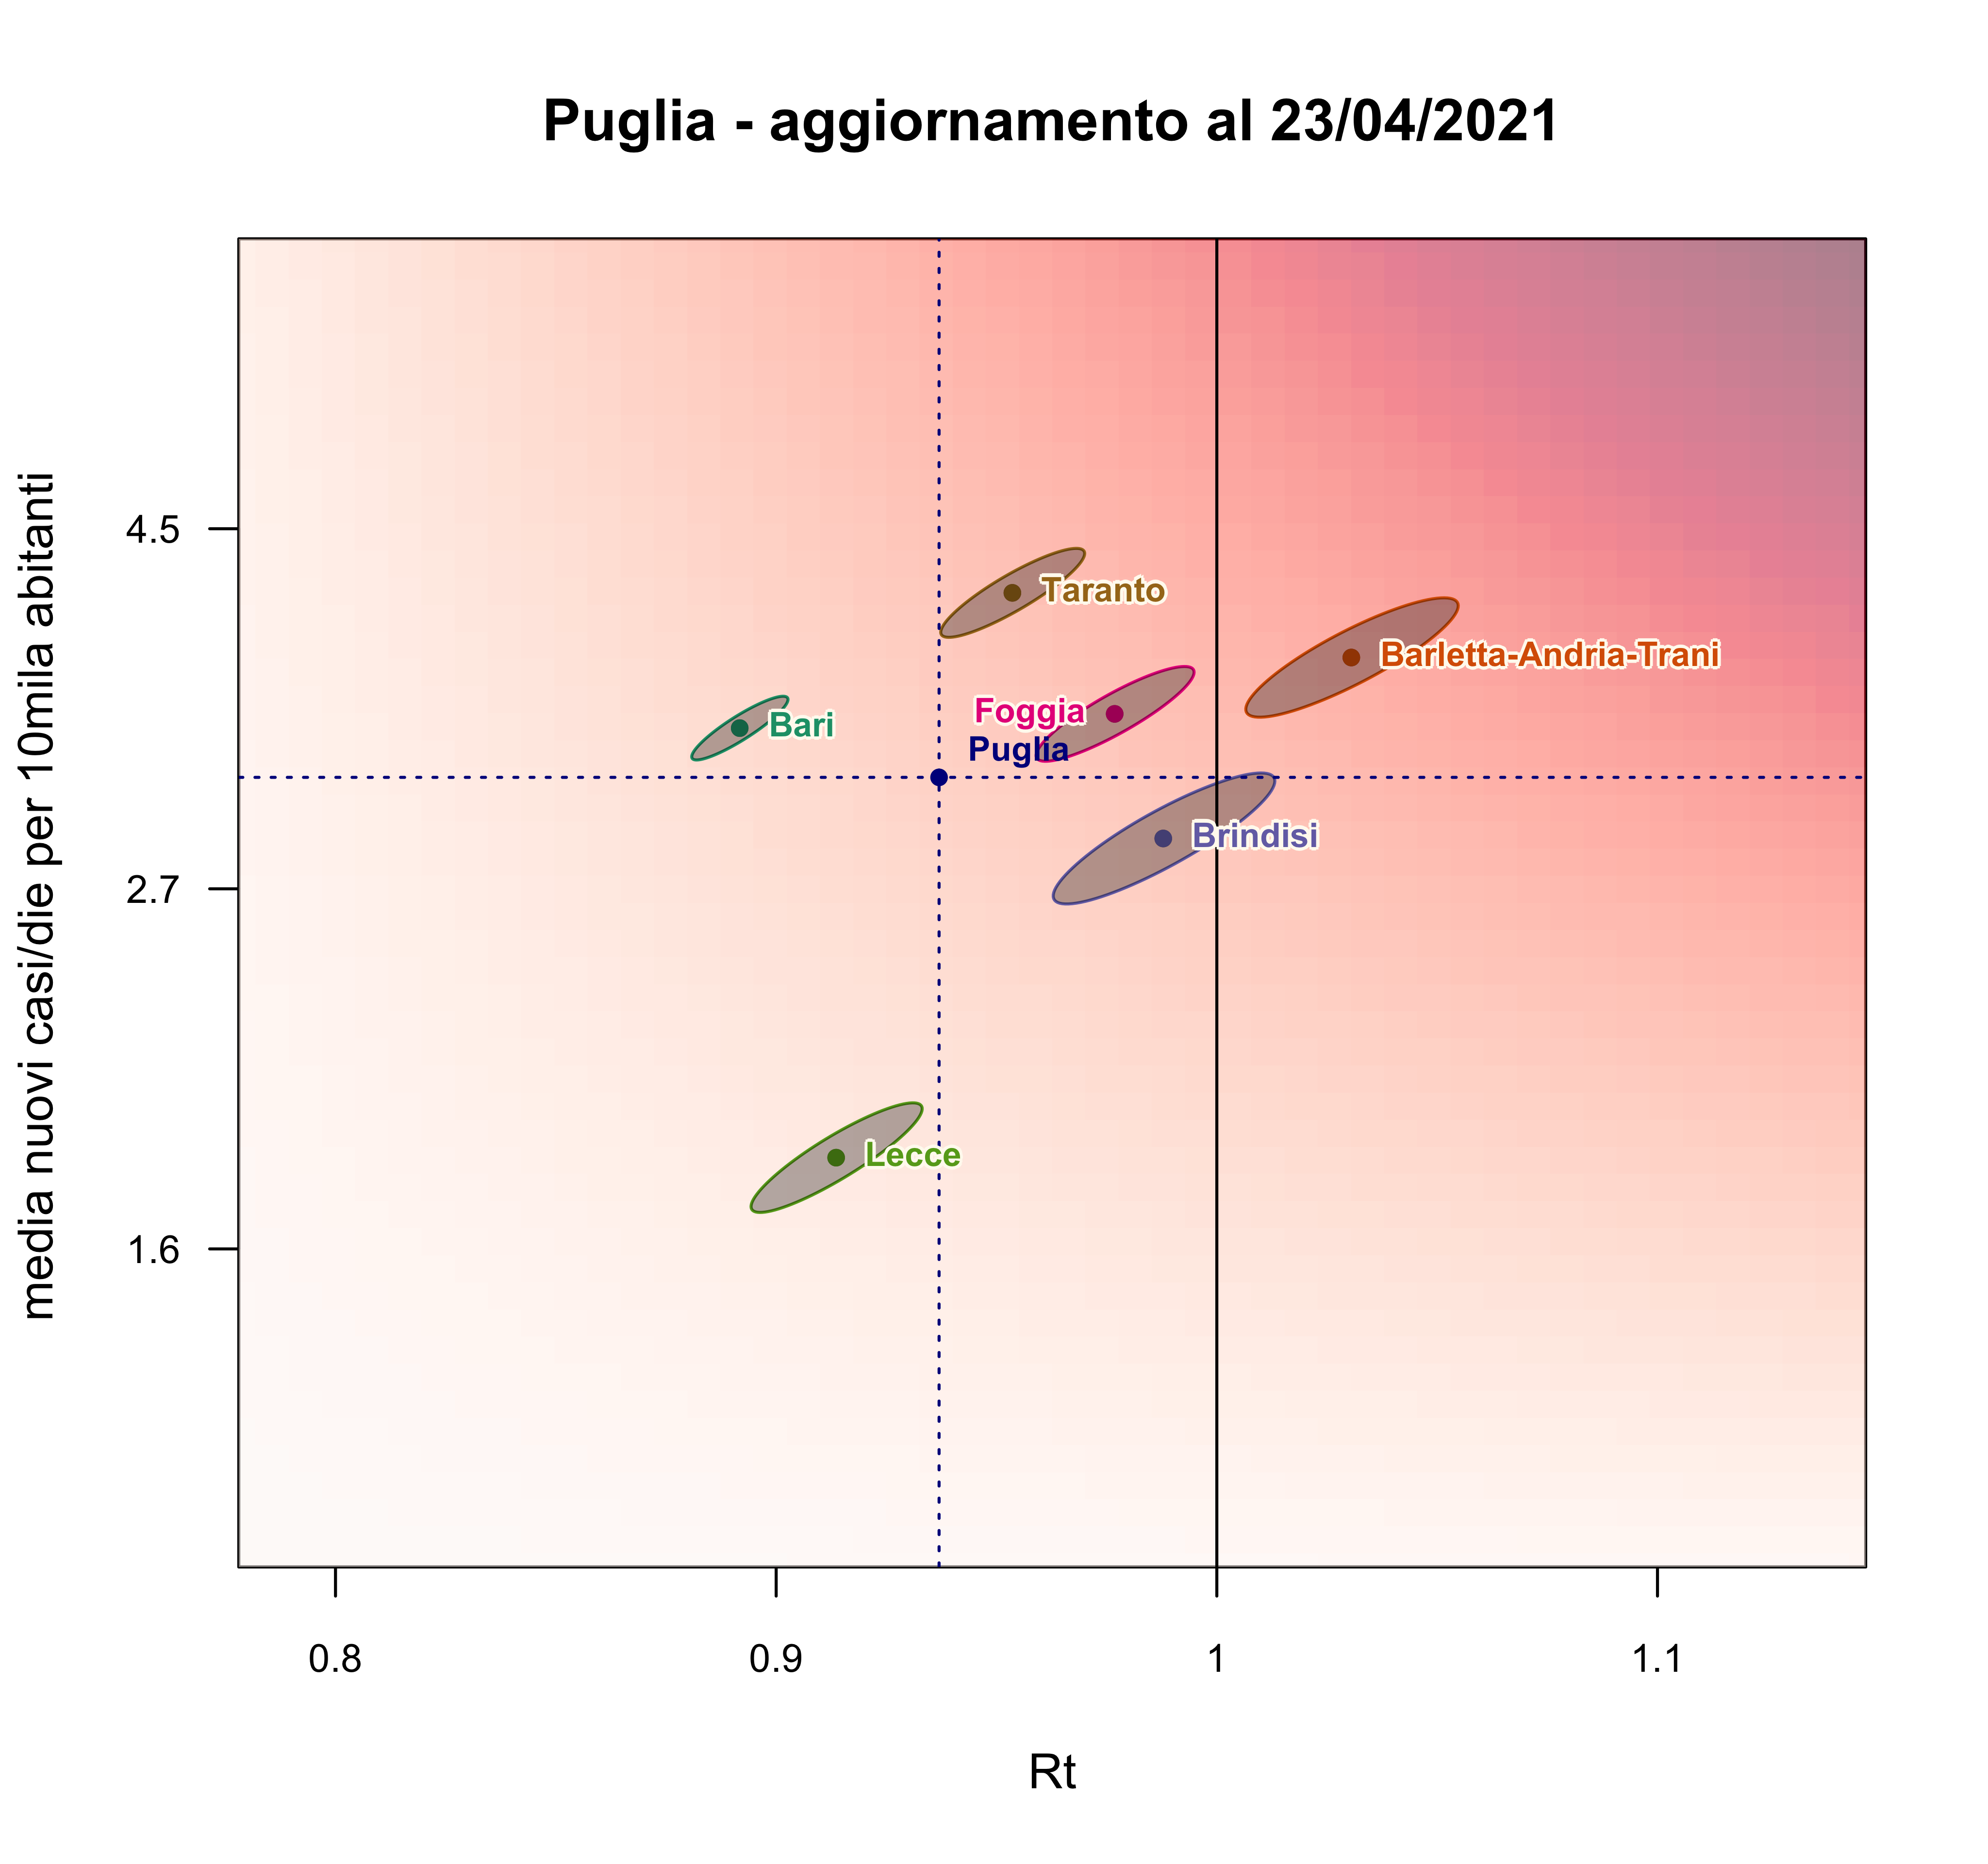 Puglia - aggiornamento al 23/04/2021
media nuovi casi/die per 10mila abitanti
4.5
2.7
1.6
Taranto
Barletta-Andria-Trani
Foggia
Bari
Puglia
Brindisi
Lecce
0.8
0.9
1
1.1
Rt